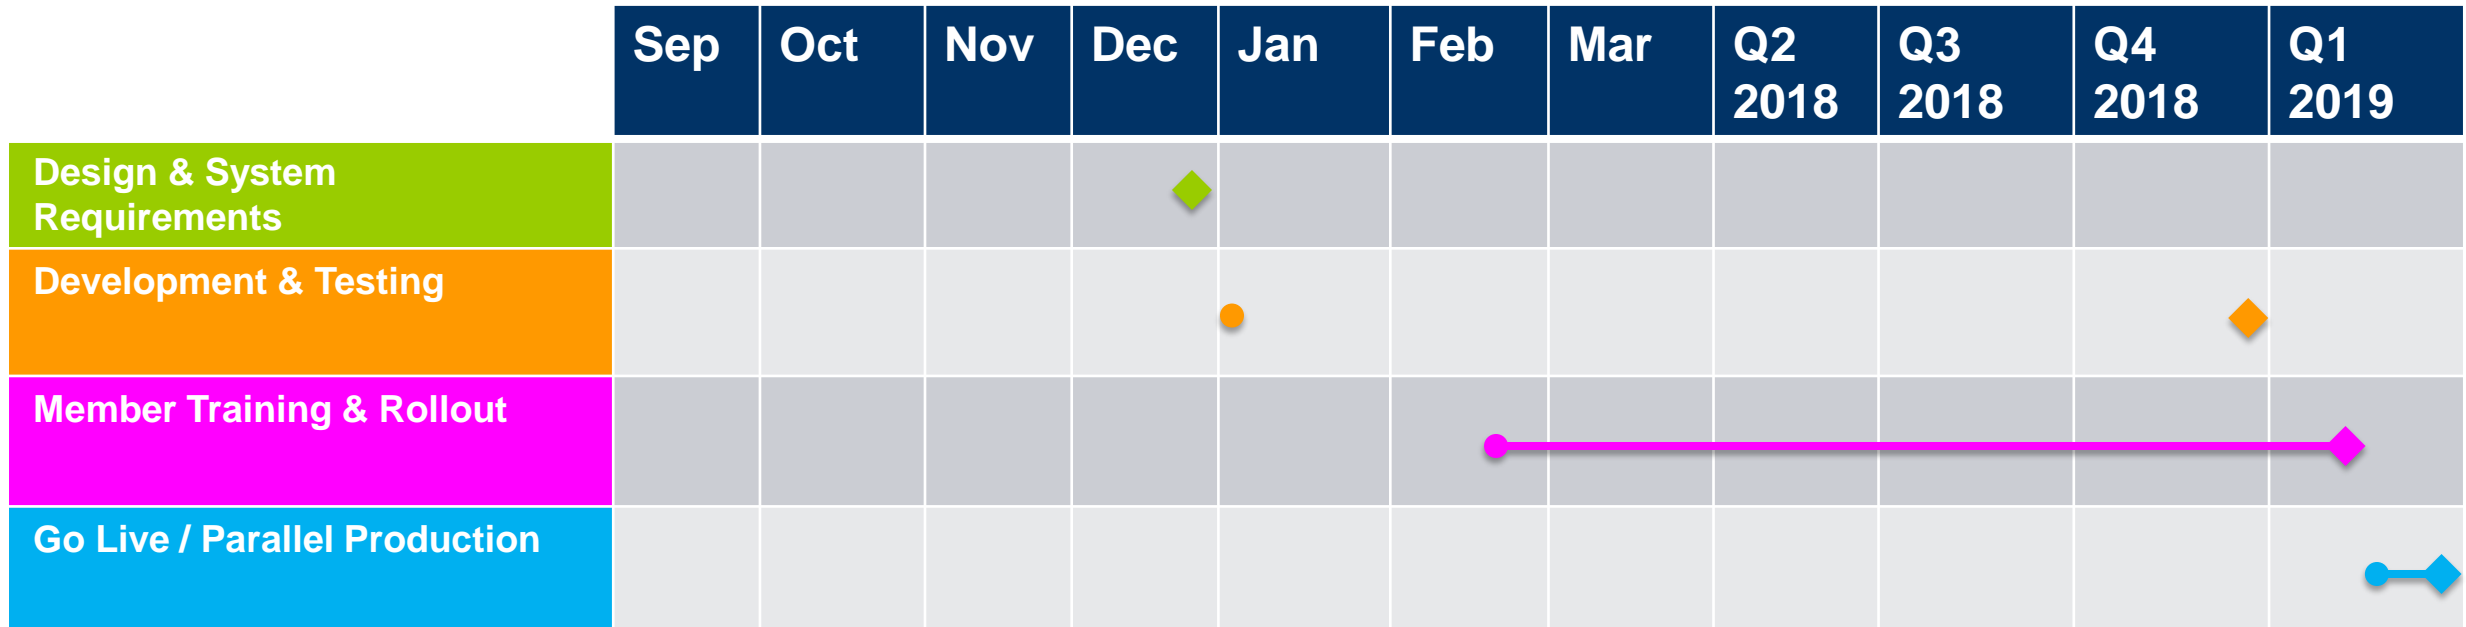 Sep Oct Nov Dec Jan Feb Mar Q2 Q3 Q4 Q1
2018 2018 2018 2019
Design & System
Requirements
Development & Testing
Member Training & Rollout
Go Live / Parallel Production